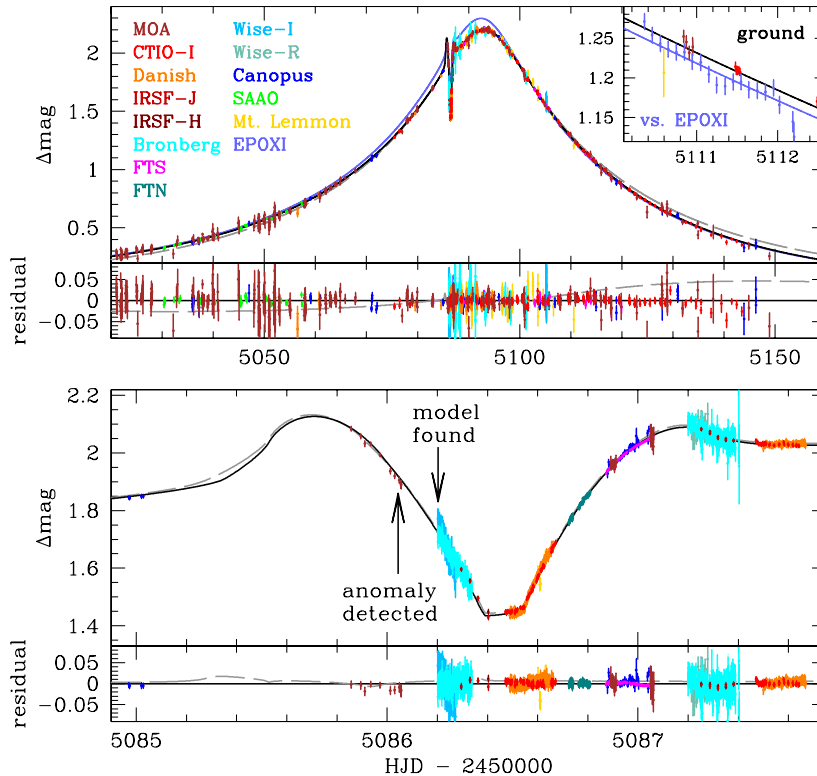 MOA
CTIO-I
Danish
IRSF-J
IRSF-H
Bronberg
FTS
FTN
Wise-I
Wise-R
Canopus
SAAO
Mt. Lemmon
EPOXI
ground
vs. EPOXI
1.25
1.2
1.15
5111
5112
Δmag
2
1.5
1
0.5
residual
0.05
0
−0.05
5050
5100
5150
Δmag
2.2
2
1.8
1.6
1.4
model
found
anomaly
detected
residual
0.05
0
−0.05
5085
5086
5087
HJD − 2450000